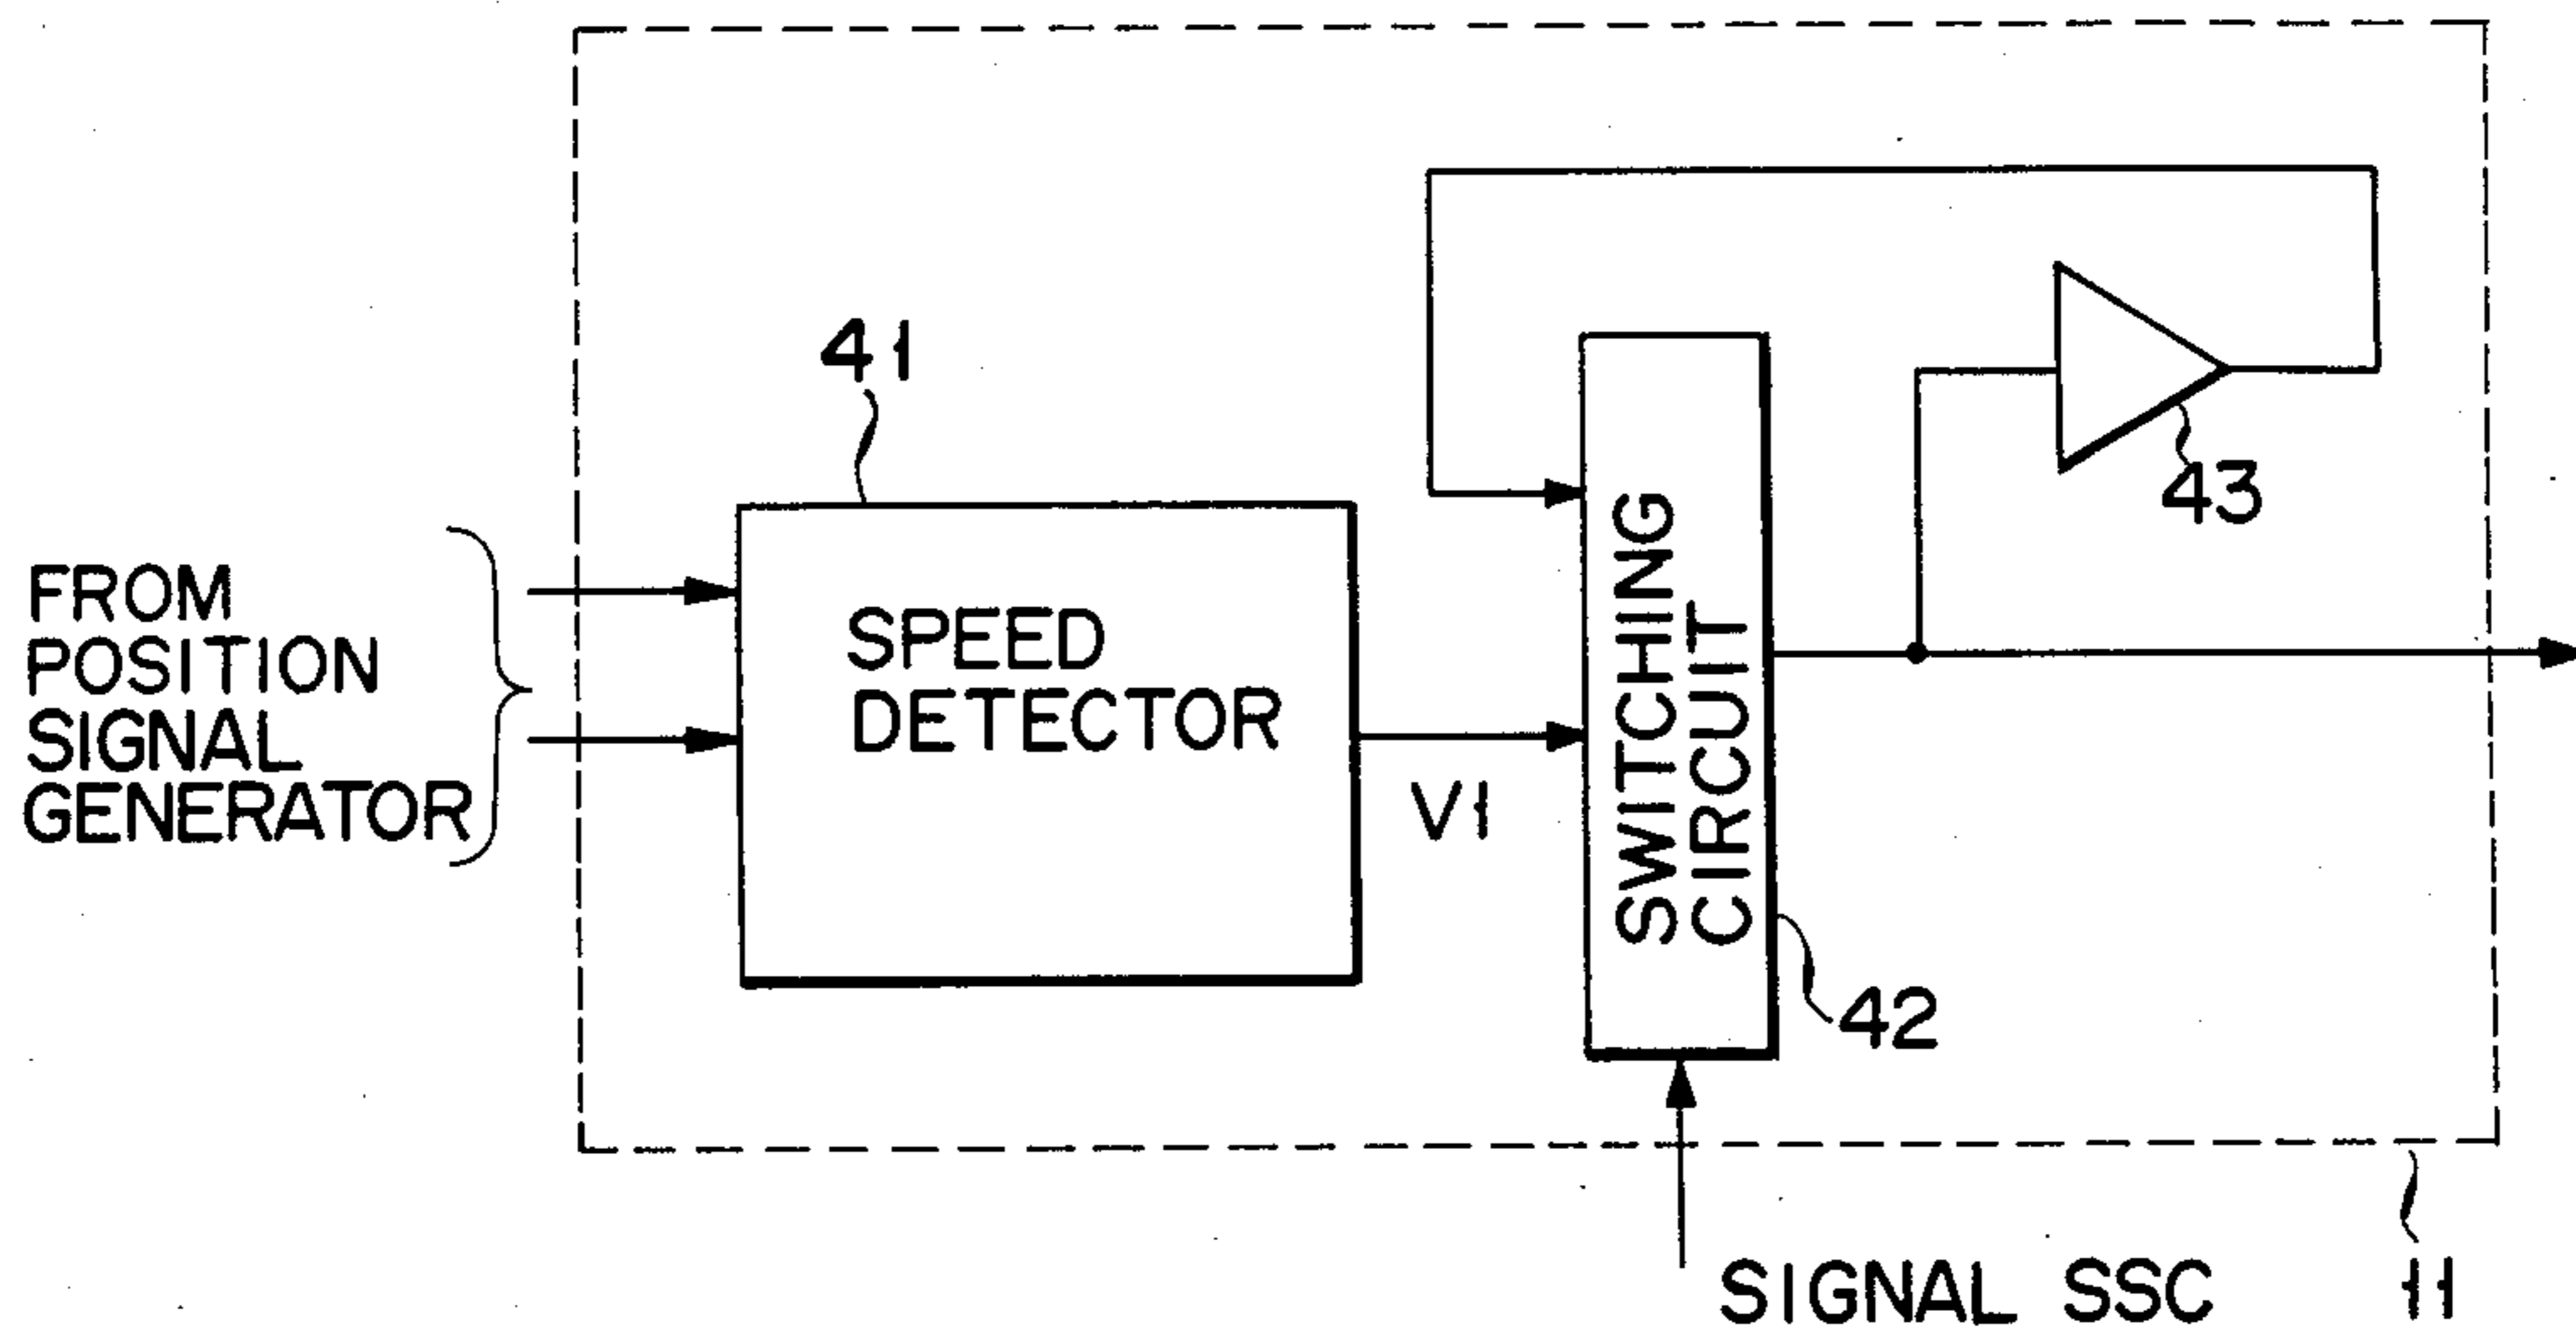 41
43
FROM
POSITION
SIGNAL
GENERATOR
SPEED
DETECTOR
V1
SWITCHING
CIRCUIT
42
SIGNAL SSC
11